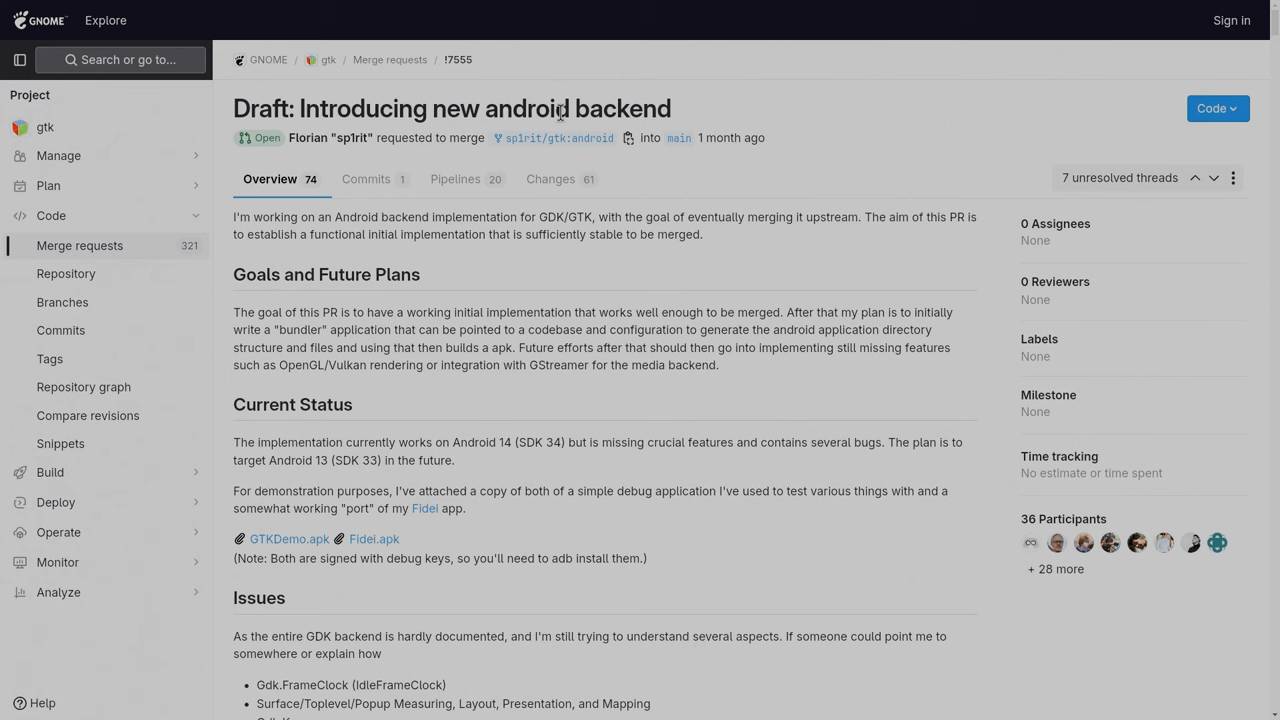 GNOME
Explore
Sign in
Search or go to...
GNOME / gtk / Merge requests / !7555
Project
gtk
Manage
Plan
Code
Merge requests 321
Repository
Branches
Commits
Tags
Repository graph
Compare revisions
Snippets
Build
Deploy
Operate
Monitor
Analyze
Help
Draft: Introducing new android backend
Code
Open Florian "sp1rit" requested to merge sp1rit/gtk:android into main 1 month ago
Overview 74 Commits 1 Pipelines 20 Changes 61
7 unresolved threads
I'm working on an Android backend implementation for GDK/GTK, with the goal of eventually merging it upstream. The aim of this PR is
to establish a functional initial implementation that is sufficiently stable to be merged.
Goals and Future Plans
The goal of this PR is to have a working initial implementation that works well enough to be merged. After that my plan is to initially
write a "bundler" application that can be pointed to a codebase and configuration to generate the android application directory
structure and files and using that then builds a apk. Future efforts after that should then go into implementing still missing features
such as OpenGL/Vulkan rendering or integration with GStreamer for the media backend.
Current Status
The implementation currently works on Android 14 (SDK 34) but is missing crucial features and contains several bugs. The plan is to
target Android 13 (SDK 33) in the future.
For demonstration purposes, I've attached a copy of both of a simple debug application I've used to test various things with and a
somewhat working "port" of my Fidei app.
GTKDemo.apk Fidei.apk
(Note: Both are signed with debug keys, so you'll need to adb install them.)
Issues
As the entire GDK backend is hardly documented, and I'm still trying to understand several aspects. If someone could point me to
somewhere or explain how
• Gdk.FrameClock (IdleFrameClock)
• Surface/Toplevel/Popup Measuring, Layout, Presentation, and Mapping
0 Assignees
None
0 Reviewers
None
Labels
None
Milestone
None
Time tracking
No estimate or time spent
36 Participants
+ 28 more